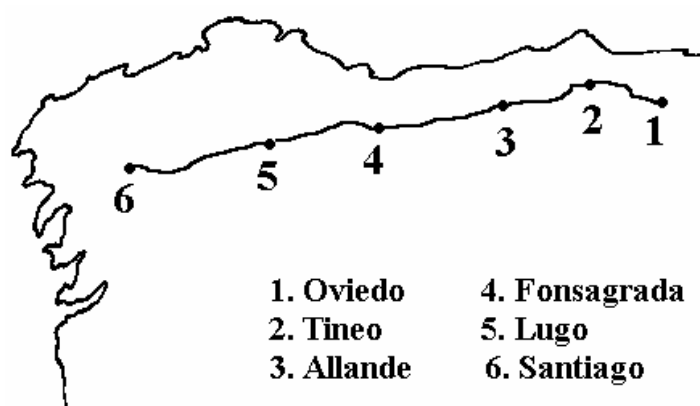 2
1
3
4
5
6
1. Oviedo 4. Fonsagrada
2. Tineo 5. Lugo
3. Allande 6. Santiago